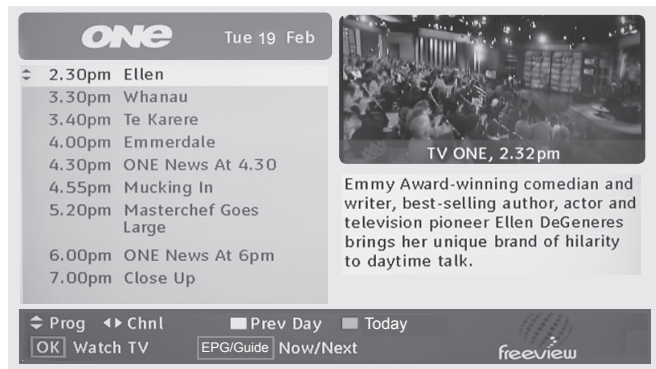 ONE Tue 19 Feb
2.30pm Ellen
3.30pm Whanau
3.40pm Te Karere
4.00pm Emmerdale
4.30pm ONE News At 4.30
4.55pm Mucking In
5.20pm Masterchef Goes
Large
6.00pm ONE News At 6pm
7.00pm Close Up
TV ONE, 2.32pm
Emmy Award-winning comedian and
writer, best-selling author, actor and
television pioneer Ellen DeGeneres
brings her unique brand of hilarity
to daytime talk.
Prog Chnl Prev Day Today
OK Watch TV EPG/Guide Now/Next
freeview